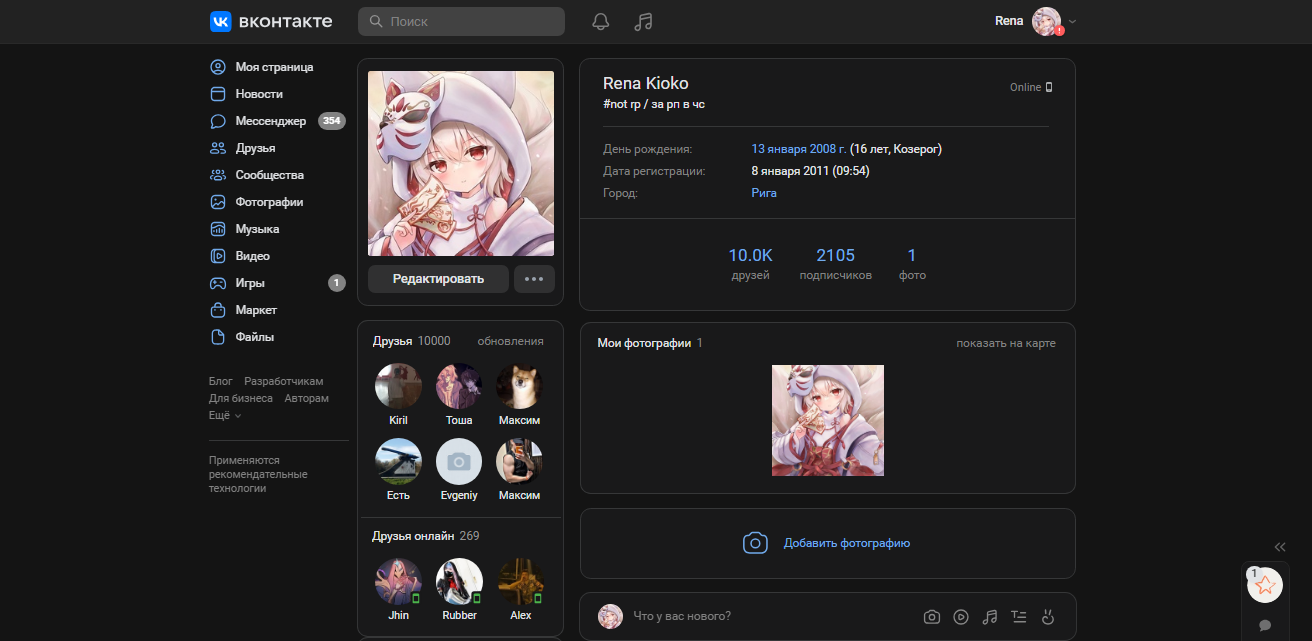 вконтакте
Поиск
Rena
Моя страница
Новости
Мессенджер 354
Друзья
Сообщества
Фотографии
Музыка
Видео
Игры 1
Маркет
Файлы
Блог Разработчикам
Для бизнеса Авторам
Ещё
Применяются
рекомендательные
технологии
Редактировать
Друзья 10000 обновления
Kiril Тоша Максим
Есть Evgeniy Максим
Друзья онлайн 269
Jhin Rubber Alex
Rena Kioko
Online
#not rp / за рп в чс
День рождения: 13 января 2008 г. (16 лет, Козерог)
Дата регистрации: 8 января 2011 (09:54)
Город: Рига
10.0K 2105 1
друзей подписчиков фото
Мои фотографии 1 показать на карте
Добавить фотографию
Что у вас нового?
1